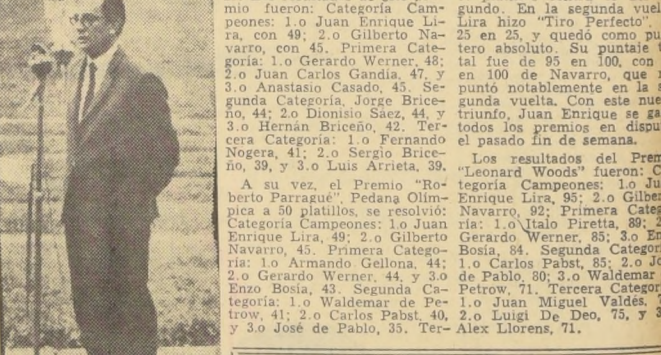 mio fueron: Categoría Cam-
peones: 1.o Juan Enrique Li-
ra, con 49; 2.o Gilberto Na-
varro, con 45. Primera Cate-
goría: 1.o Gerardo Werner, 48;
2.o Juan Carlos Gandía, 47, y
3.o Anastasio Casado, 45. Se-
gunda Categoría, Jorge Brice-
ño, 44; 2.o Dionisio Sáez, 44, y
3.o Hernán Briceño, 42. Ter-
cera Categoría: 1.o Fernando
Nogera, 41; 2.o Sergio Brice-
ño, 39, y 3.o Luis Arrieta, 39.
A su vez, el Premio "Ro-
berto Parragué", Pedana Olím-
pica a 50 platillos, se resolvió:
Categoría Campeones: 1.o Juan
Enrique Lira, 49; 2.o Gilberto
Navarro, 45. Primera Catego-
ría: 1.o Armando Gellona, 44;
2.o Gerardo Werner, 44, y 3.o
Enzo Bosia, 43. Segunda Ca-
tegoría: 1.o Waldemar de Pe-
trow, 41; 2.o Carlos Pabst, 40,
y 3.o José de Pablo, 35. Ter-
gundo. En la segunda vuel
Lira hizo "Tiro Perfecto".
25 en 25, y quedó como pu
tero absoluto. Su puntaje t
tal fue de 95 en 100, con
en 100 de Navarro, que
puntó notablemente en la s
gunda vuelta. Con este nue
triunfo, Juan Enrique se ga
todos los premios en dispu
el pasado fin de semana.
Los resultados del Prem
"Leonard Woods" fueron: C
tegoría Campeones: 1.o Ju
Enrique Lira, 95; 2.o Gilbe
Navarro, 92; Primera Categ
ría: 1.o Italo Piretta, 89; 2
Gerardo Werner, 85; 3.o En
Bosia, 84. Segunda Categor
1.o Carlos Pabst, 85; 2.o Jo
de Pablo, 80; 3.o Waldemar
Petrow, 71. Tercera Categor
1.o Juan Miguel Valdés,
2.o Luigi De Deo, 75, y 3
Alex Llorens, 71.